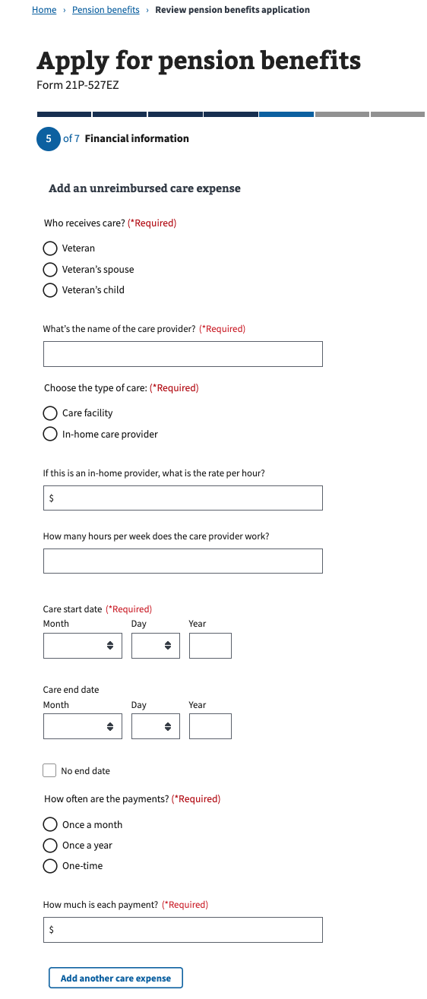 Home › Pension benefits › Review pension benefits application
Apply for pension benefits
Form 21P-527EZ
5 of 7 Financial information
Add an unreimbursed care expense
Who receives care? (*Required)
Veteran
Veteran’s spouse
Veteran’s child
What’s the name of the care provider? (*Required)
Choose the type of care: (*Required)
Care facility
In-home care provider
If this is an in-home provider, what is the rate per hour?
$
How many hours per week does the care provider work?
Care start date (*Required)
Month Day Year
Care end date
Month Day Year
No end date
How often are the payments? (*Required)
Once a month
Once a year
One-time
How much is each payment? (*Required)
$
Add another care expense